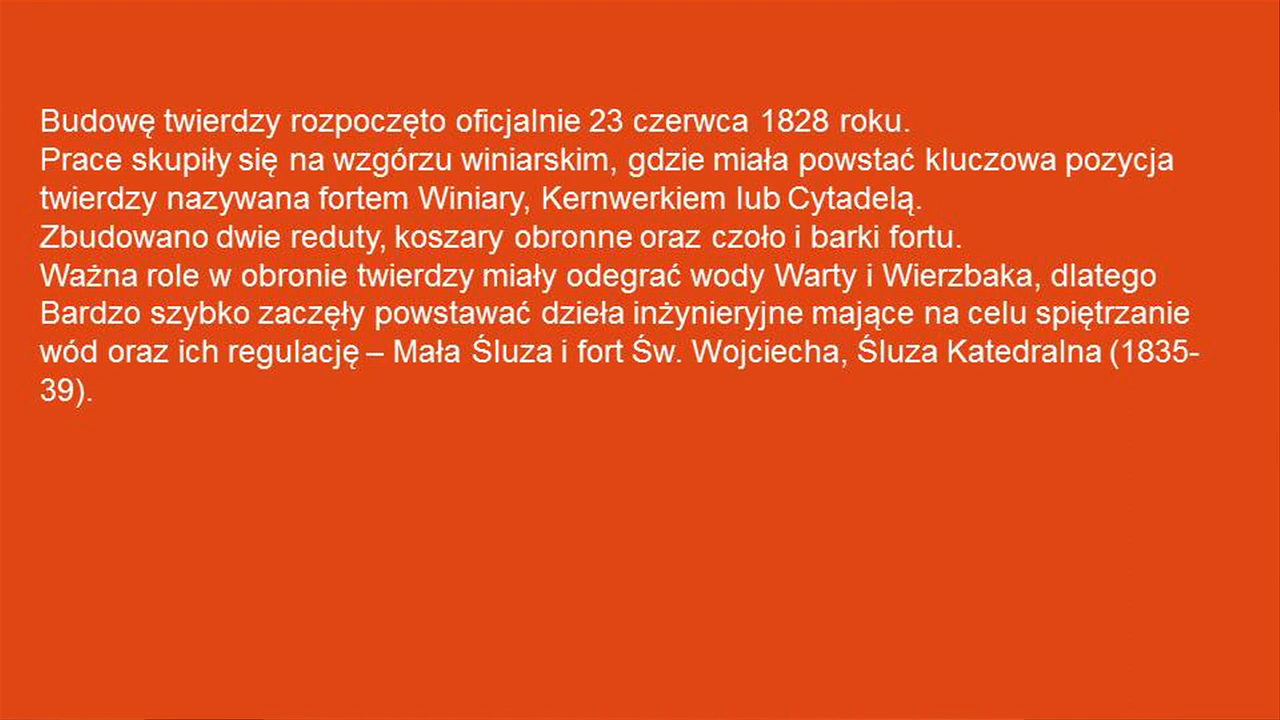 Budowę twierdzy rozpoczęto oficjalnie 23 czerwca 1828 roku.
Prace skupiły się na wzgórzu winiarskim, gdzie miała powstać kluczowa pozycja
twierdzy nazywana fortem Winiary, Kernwerkiem lub Cytadelą.
Zbudowano dwie reduty, koszary obronne oraz czoło i barki fortu.
Ważna role w obronie twierdzy miały odegrać wody Warty i Wierzbaka, dlatego
Bardzo szybko zaczęły powstawać dzieła inżynieryjne mające na celu spiętrzanie
wód oraz ich regulację – Mała Śluza i fort Św. Wojciecha, Śluza Katedralna (1835-
39).